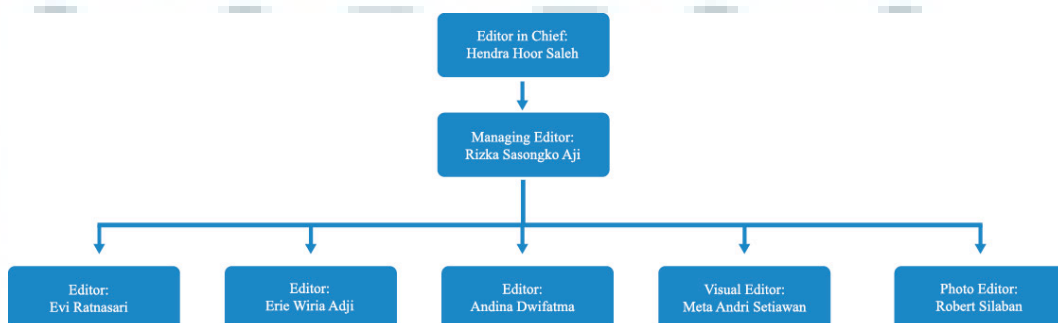 Editor in Chief:
Hendra Hoor Saleh
Managing Editor:
Rizka Sasongko Aji
Editor:
Evi Ratnasari
Editor:
Erie Wiria Adji
Editor:
Andina Dwifatma
Visual Editor:
Meta Andri Setiawan
Photo Editor:
Robert Silaban